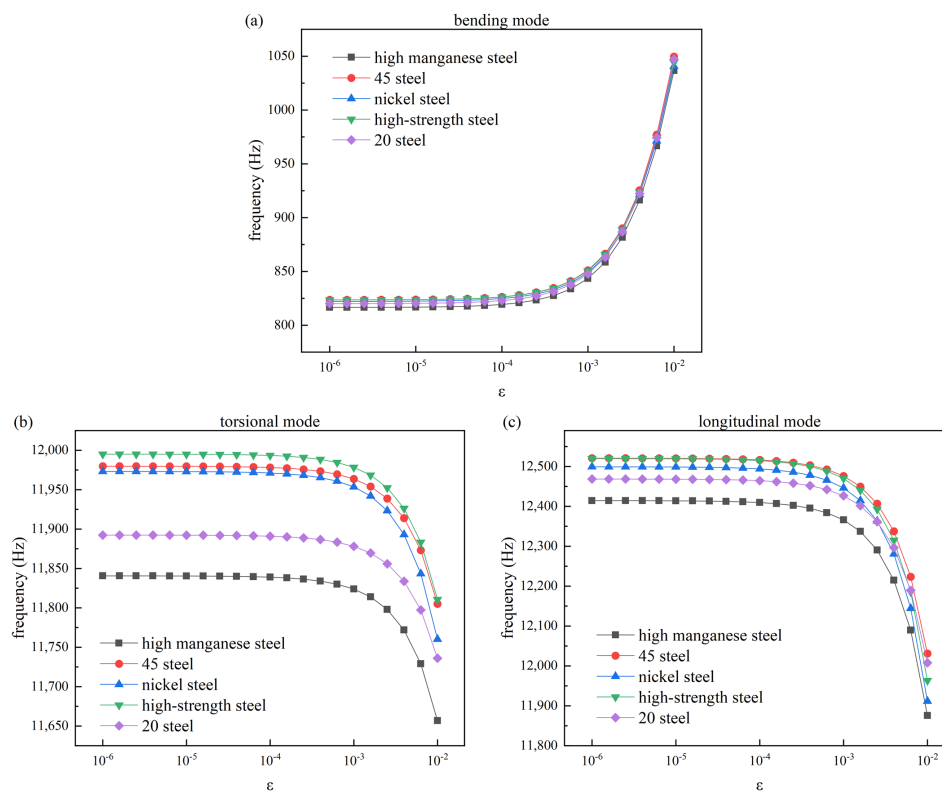 (a) bending mode
high manganese steel
45 steel
nickel steel
high-strength steel
20 steel
1050
1000
950
900
850
800
frequency (Hz)
10⁻⁶ 10⁻⁵ 10⁻⁴ 10⁻³ 10⁻²
ε
(b) torsional mode
12,000
11,950
11,900
11,850
11,800
11,750
11,700
11,650
frequency (Hz)
high manganese steel
45 steel
nickel steel
high-strength steel
20 steel
10⁻⁶ 10⁻⁵ 10⁻⁴ 10⁻³ 10⁻²
ε
(c) longitudinal mode
12,500
12,400
12,300
12,200
12,100
12,000
11,900
11,800
frequency (Hz)
high manganese steel
45 steel
nickel steel
high-strength steel
20 steel
10⁻⁶ 10⁻⁵ 10⁻⁴ 10⁻³ 10⁻²
ε